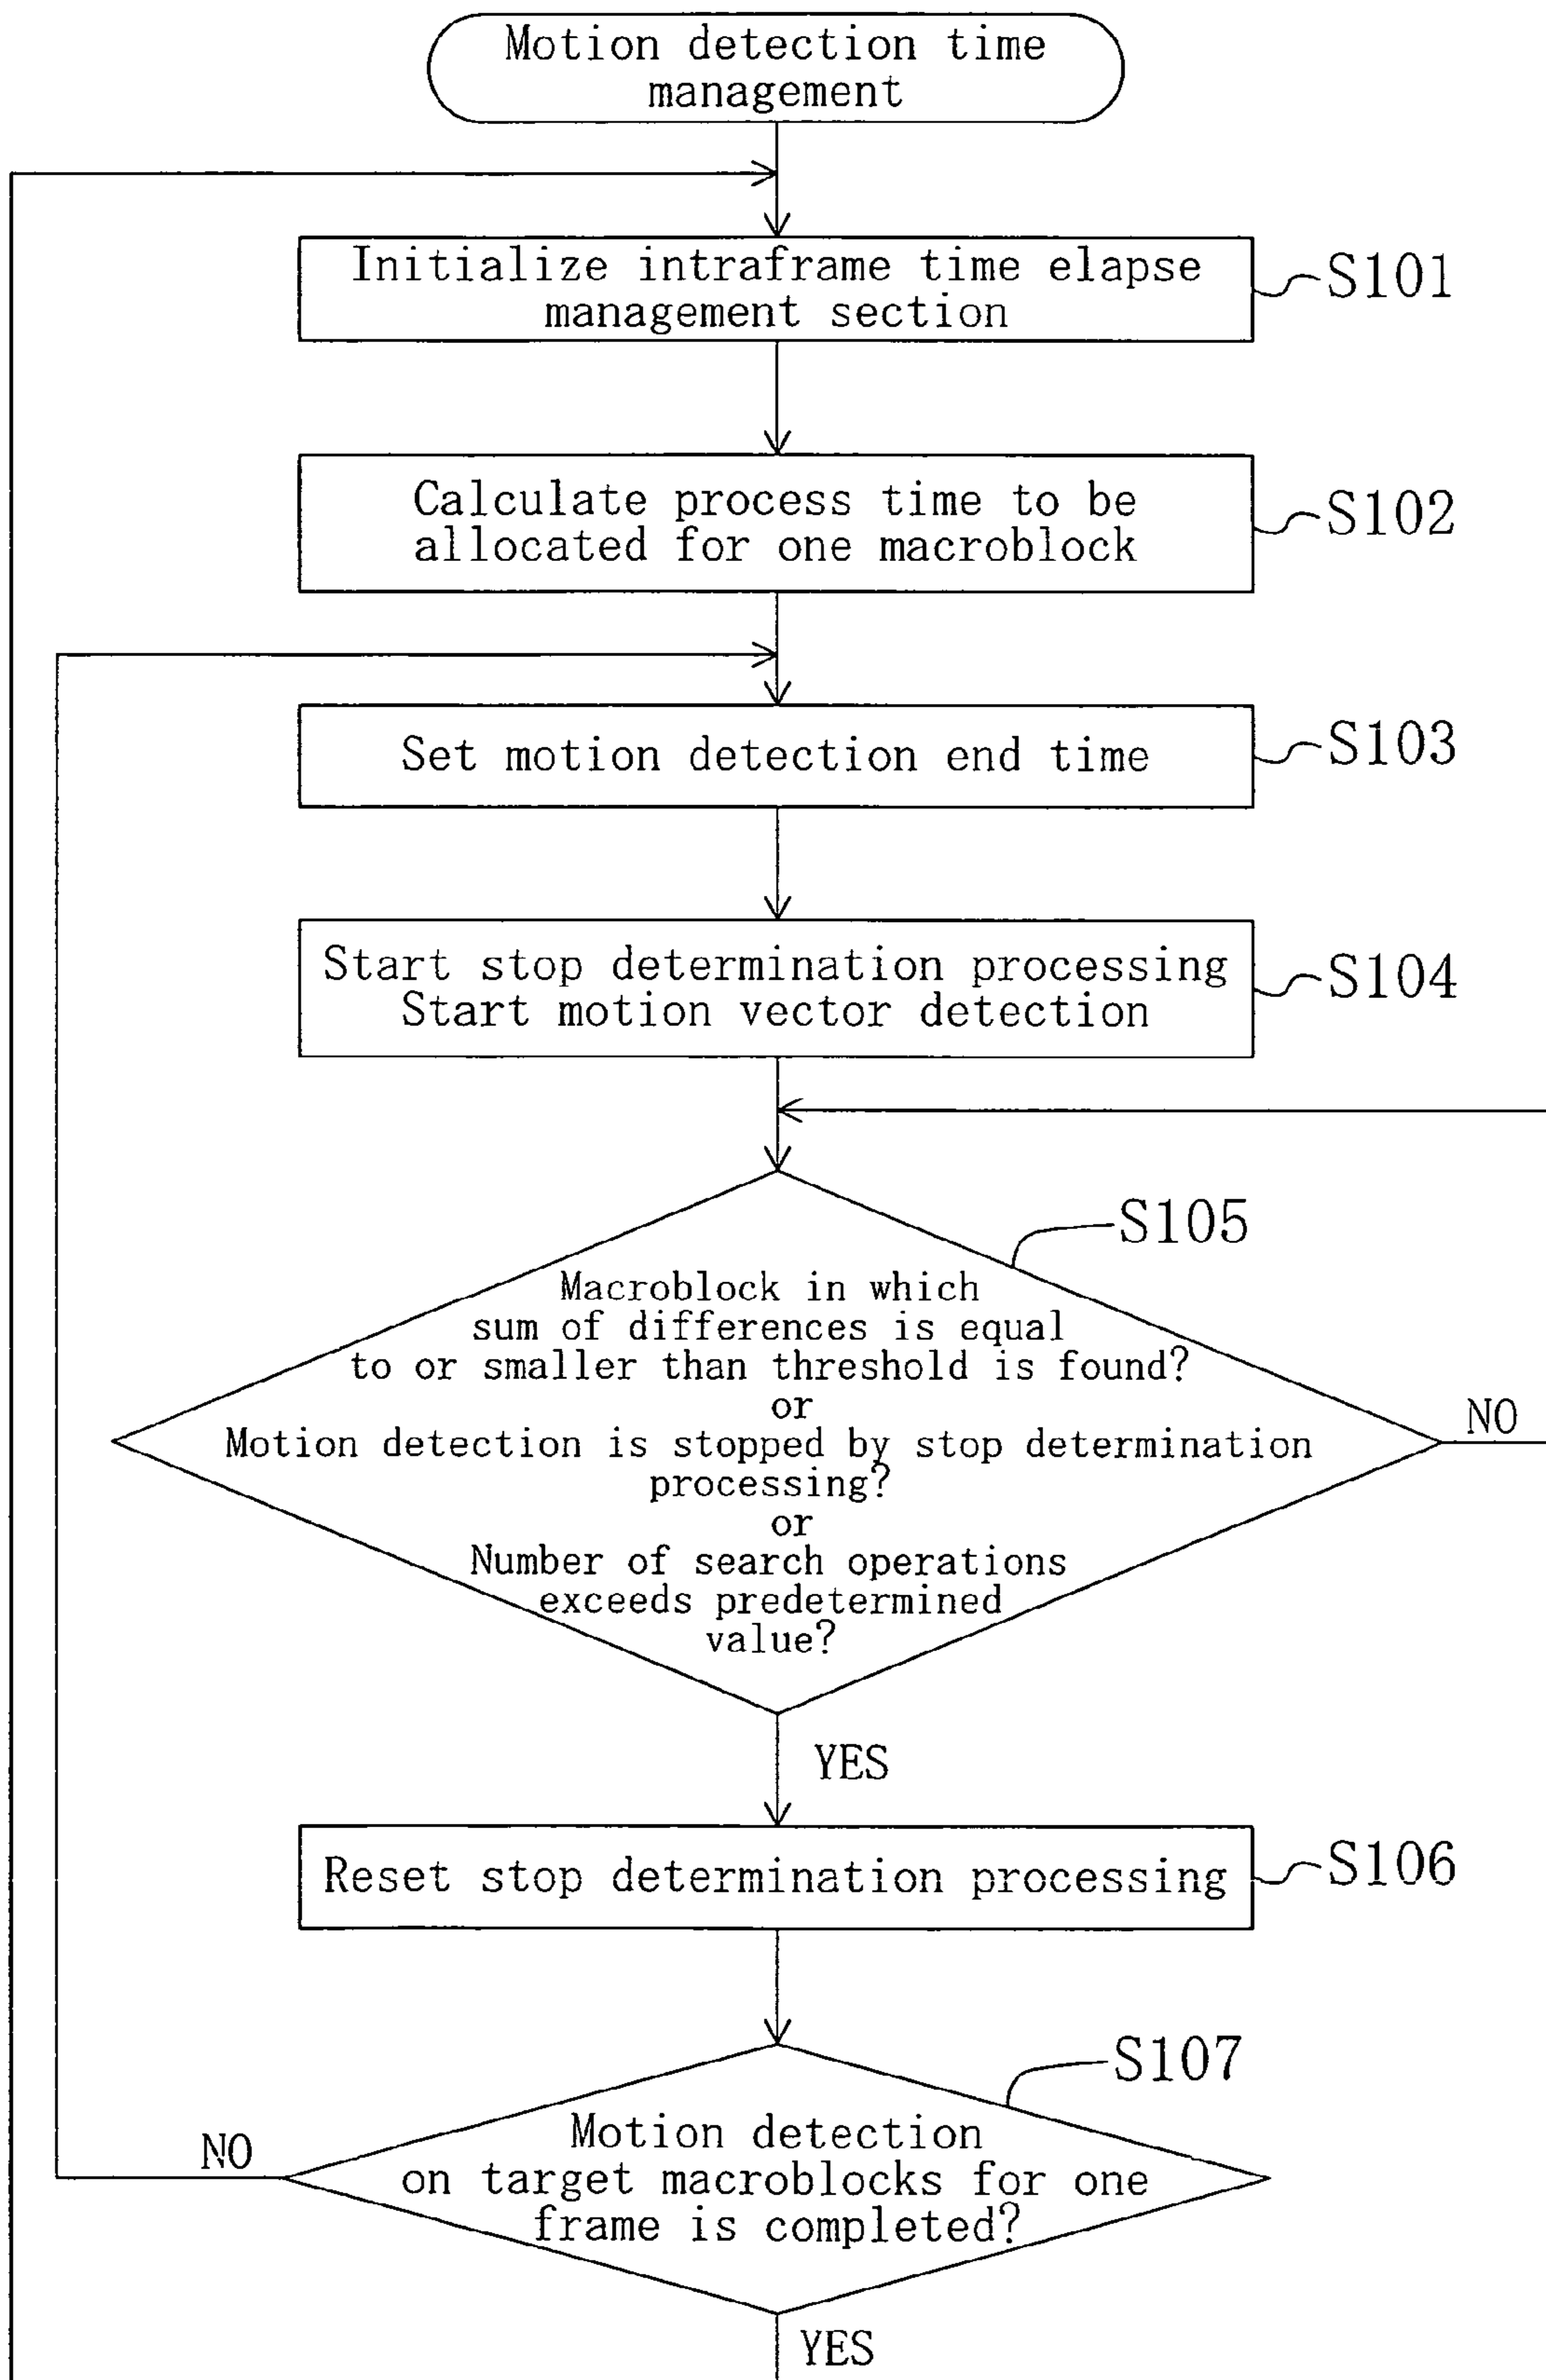 Motion detection time
management
Initialize intraframe time elapse
management section
S101
Calculate process time to be
allocated for one macroblock
S102
Set motion detection end time
S103
Start stop determination processing
Start motion vector detection
S104
S105
Macroblock in which
sum of differences is equal
to or smaller than threshold is found?
or
Motion detection is stopped by stop determination
processing?
or
Number of search operations
exceeds predetermined
value?
NO
YES
Reset stop determination processing
S106
S107
Motion detection
on target macroblocks for one
frame is completed?
NO
YES